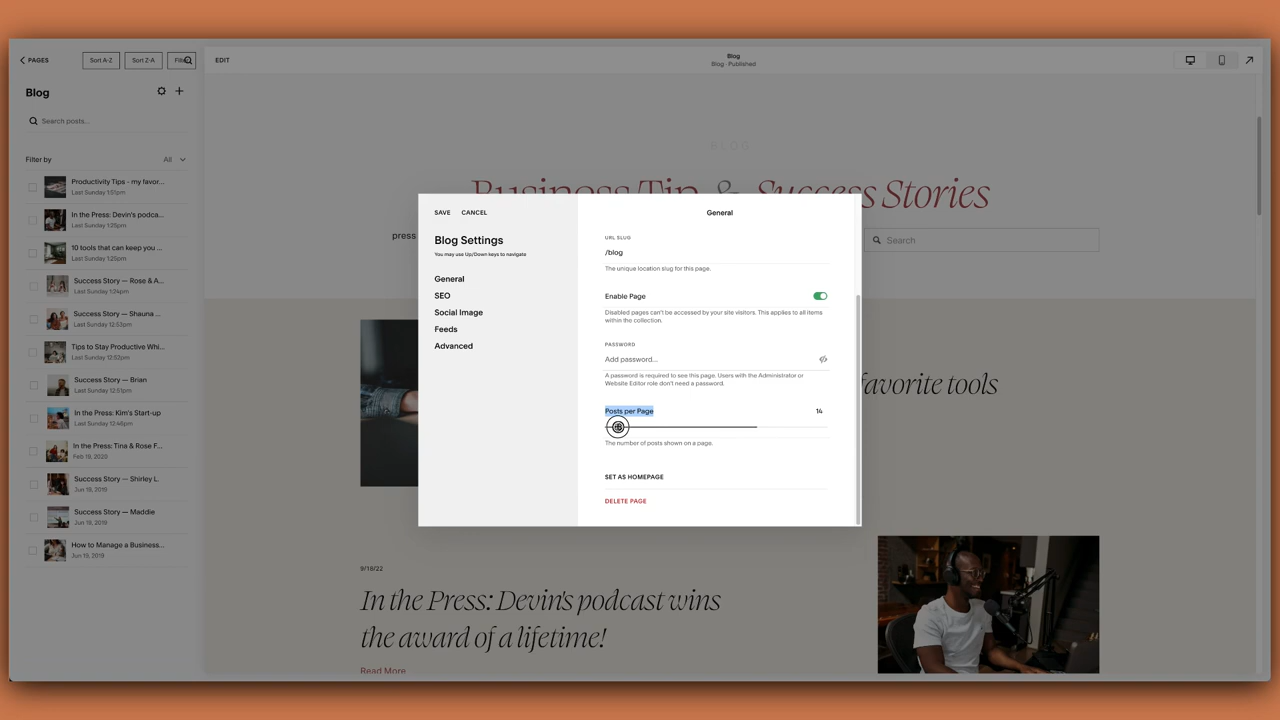 PAGES
Sort A-Z
Sort Z-A
EDIT
Blog
Blog · Published
Blog
Search posts...
Filter by
All
Productivity Tips - my favor...
Last Sunday 1:51pm
In the Press: Devin's podca...
Last Sunday 1:25pm
10 tools that can keep you ...
Last Sunday 1:25pm
Success Story — Rose & A...
Last Sunday 1:24pm
Success Story — Shauna ...
Last Sunday 12:53pm
Tips to Stay Productive Whi...
Last Sunday 12:52pm
Success Story — Brian
Last Sunday 12:51pm
In the Press: Kim's Start-up
Last Sunday 12:46pm
In the Press: Tina & Rose F...
Feb 19, 2020
Success Story — Shirley L.
Jun 19, 2019
Success Story — Maddie
Jun 19, 2019
How to Manage a Business...
Jun 19, 2019
BLOG
Business Tip & Success Stories
press
Search
SAVE
CANCEL
Blog Settings
You may use Up/Down keys to navigate
General
SEO
Social Image
Feeds
Advanced
General
URL SLUG
/blog
The unique location slug for this page.
Enable Page
Disabled pages can't be accessed by your site visitors. This applies to all items
within the collection.
PASSWORD
Add password...
A password is required to see this page. Users with the Administrator or
Website Editor role don't need a password.
Posts per Page
14
The number of posts shown on a page.
SET AS HOMEPAGE
DELETE PAGE
favorite tools
9/18/22
In the Press: Devin's podcast wins
the award of a lifetime!
Read More